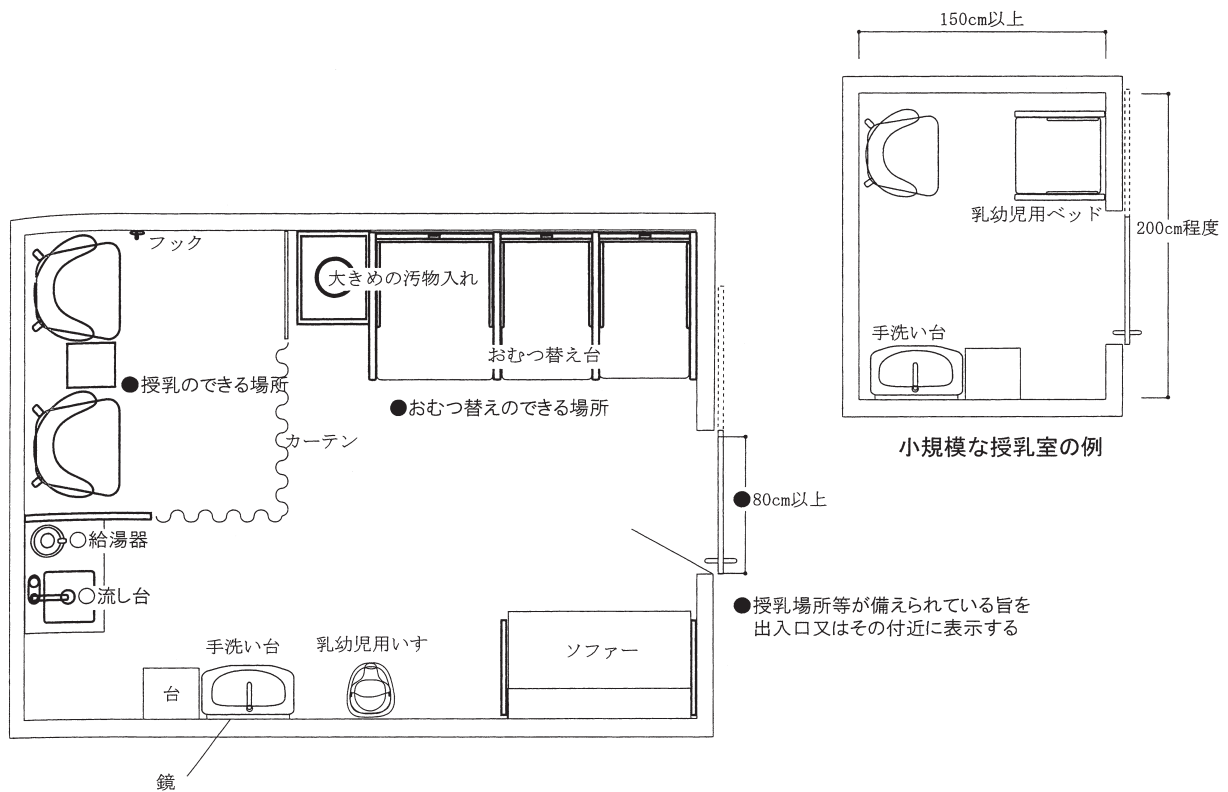 150cm以上
乳幼児用ベッド
200cm程度
手洗い台
小規模な授乳室の例
フック
大きめの汚物入れ
おむつ替え台
●授乳のできる場所
●おむつ替えのできる場所
カーテン
●80cm以上
○給湯器
○流し台
●授乳場所等が備えられている旨を
出入口又はその付近に表示する
手洗い台
乳幼児用いす
ソファー
台
鏡